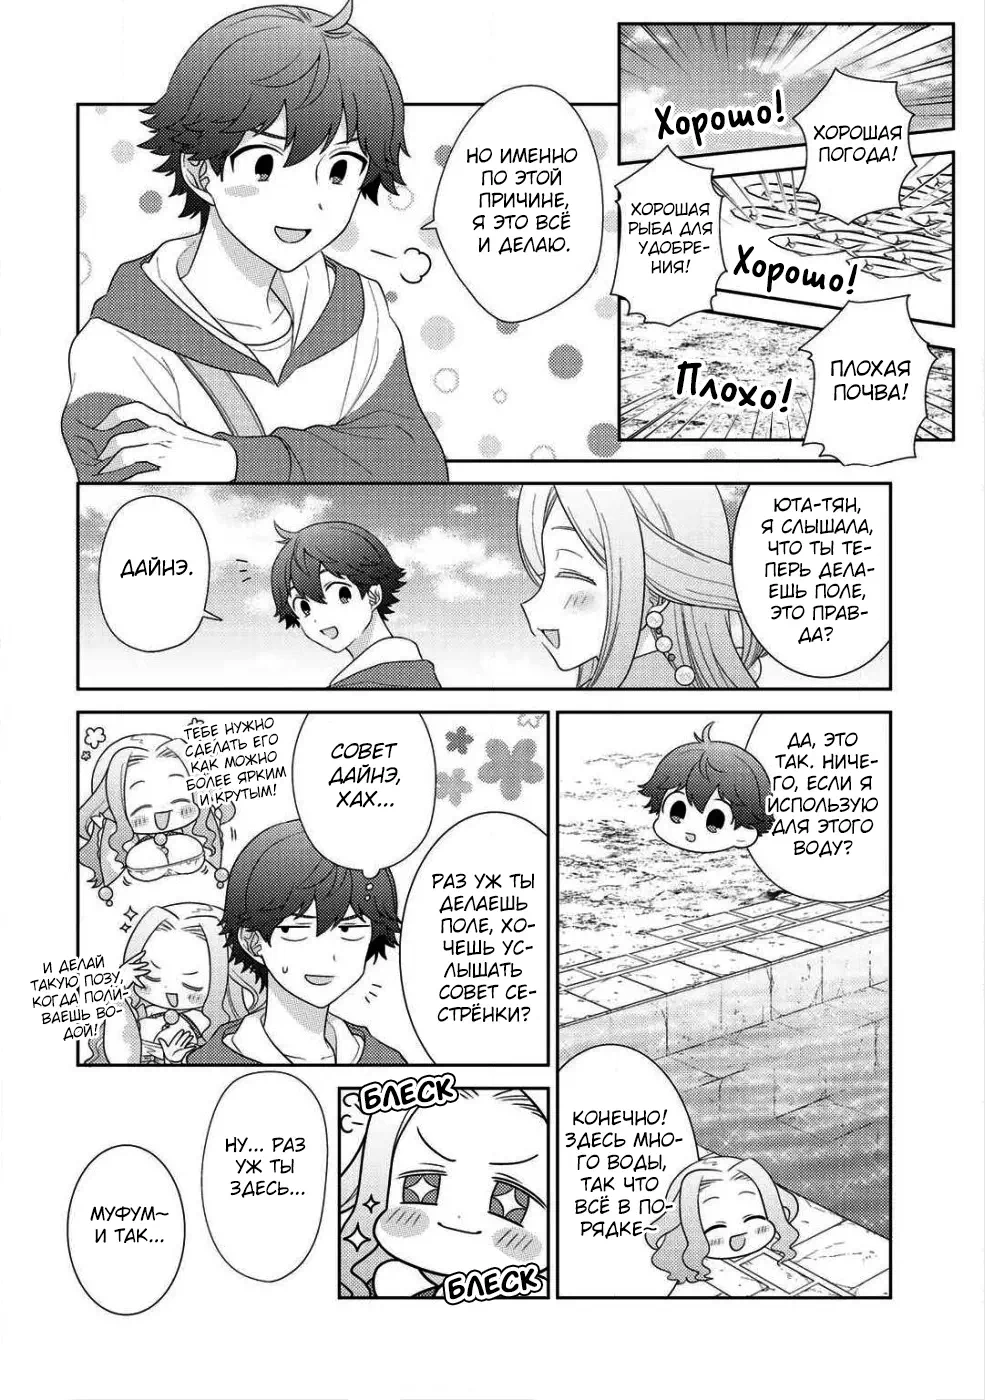 Хорошо!
ХОРОШАЯ
ПОГОДА!
ХОРОШАЯ
РЫБА ДЛЯ
УДОБРЕ-
НИЯ!
Хорошо!
Плохо!
ПЛОХАЯ
ПОЧВА!
НО ИМЕННО
ПО ЭТОЙ
ПРИЧИНЕ,
Я ЭТО ВСЁ
И ДЕЛАЮ.
ЮТА-ТЯН,
Я СЛЫШАЛА,
ЧТО ТЫ ТЕ-
ПЕРЬ ДЕЛА-
ЕШЬ ПОЛЕ,
ЭТО ПРАВ-
ДА?
ДАЙНЭ.
ДА, ЭТО
ТАК. НИЧЕ-
ГО, ЕСЛИ Я
ИСПОЛЬЗУЮ
ДЛЯ ЭТОГО
ВОДУ?
КОНЕЧНО!
ЗДЕСЬ МНО-
ГО ВОДЫ,
ТАК ЧТО
ВСЁ В ПО-
РЯДКЕ~
РАЗ УЖ ТЫ
ДЕЛАЕШЬ
ПОЛЕ, ХО-
ЧЕШЬ УС-
ЛЫШАТЬ
СОВЕТ СЕ-
СТРЁНКИ?
СОВЕТ
ДАЙНЭ,
ХАХ...
ТЕБЕ НУЖНО
СДЕЛАТЬ ЕГО
КАК МОЖНО
БОЛЕЕ ЯРКИМ
И КРУТЫМ!
И ДЕЛАЙ
ТАКУЮ ПОЗУ,
КОГДА ПОЛИ-
ВАЕШЬ ВО-
ДОЙ!
БЛЕСК
БЛЕСК
НУ... РАЗ
УЖ ТЫ
ЗДЕСЬ...
МУФУМ~
И ТАК...